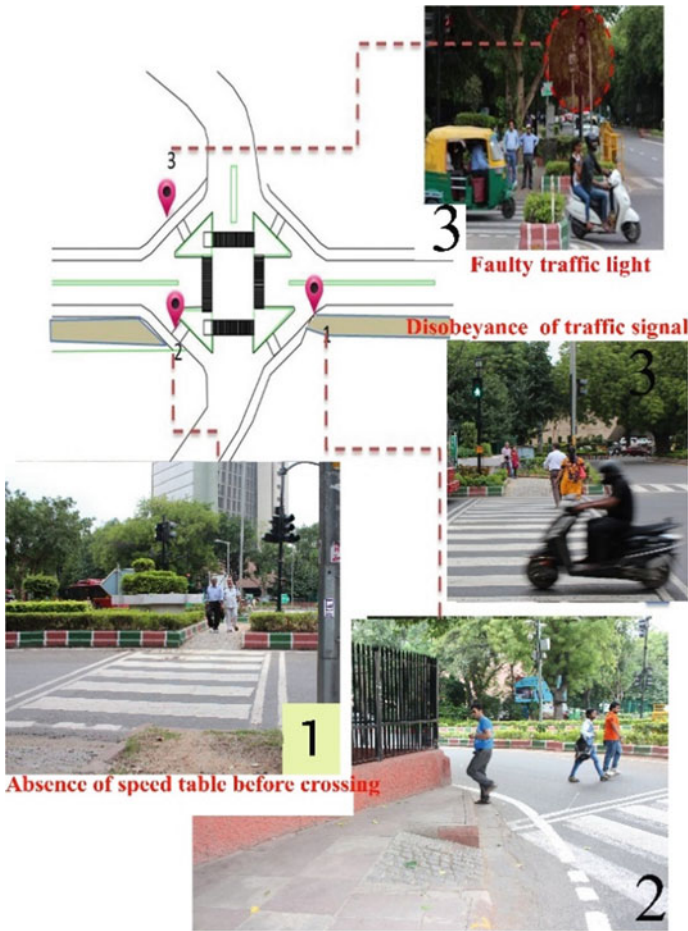 3
3
Faulty traffic light
Disobeyance of traffic signal
1
2
3
1
Absence of speed table before crossing
2